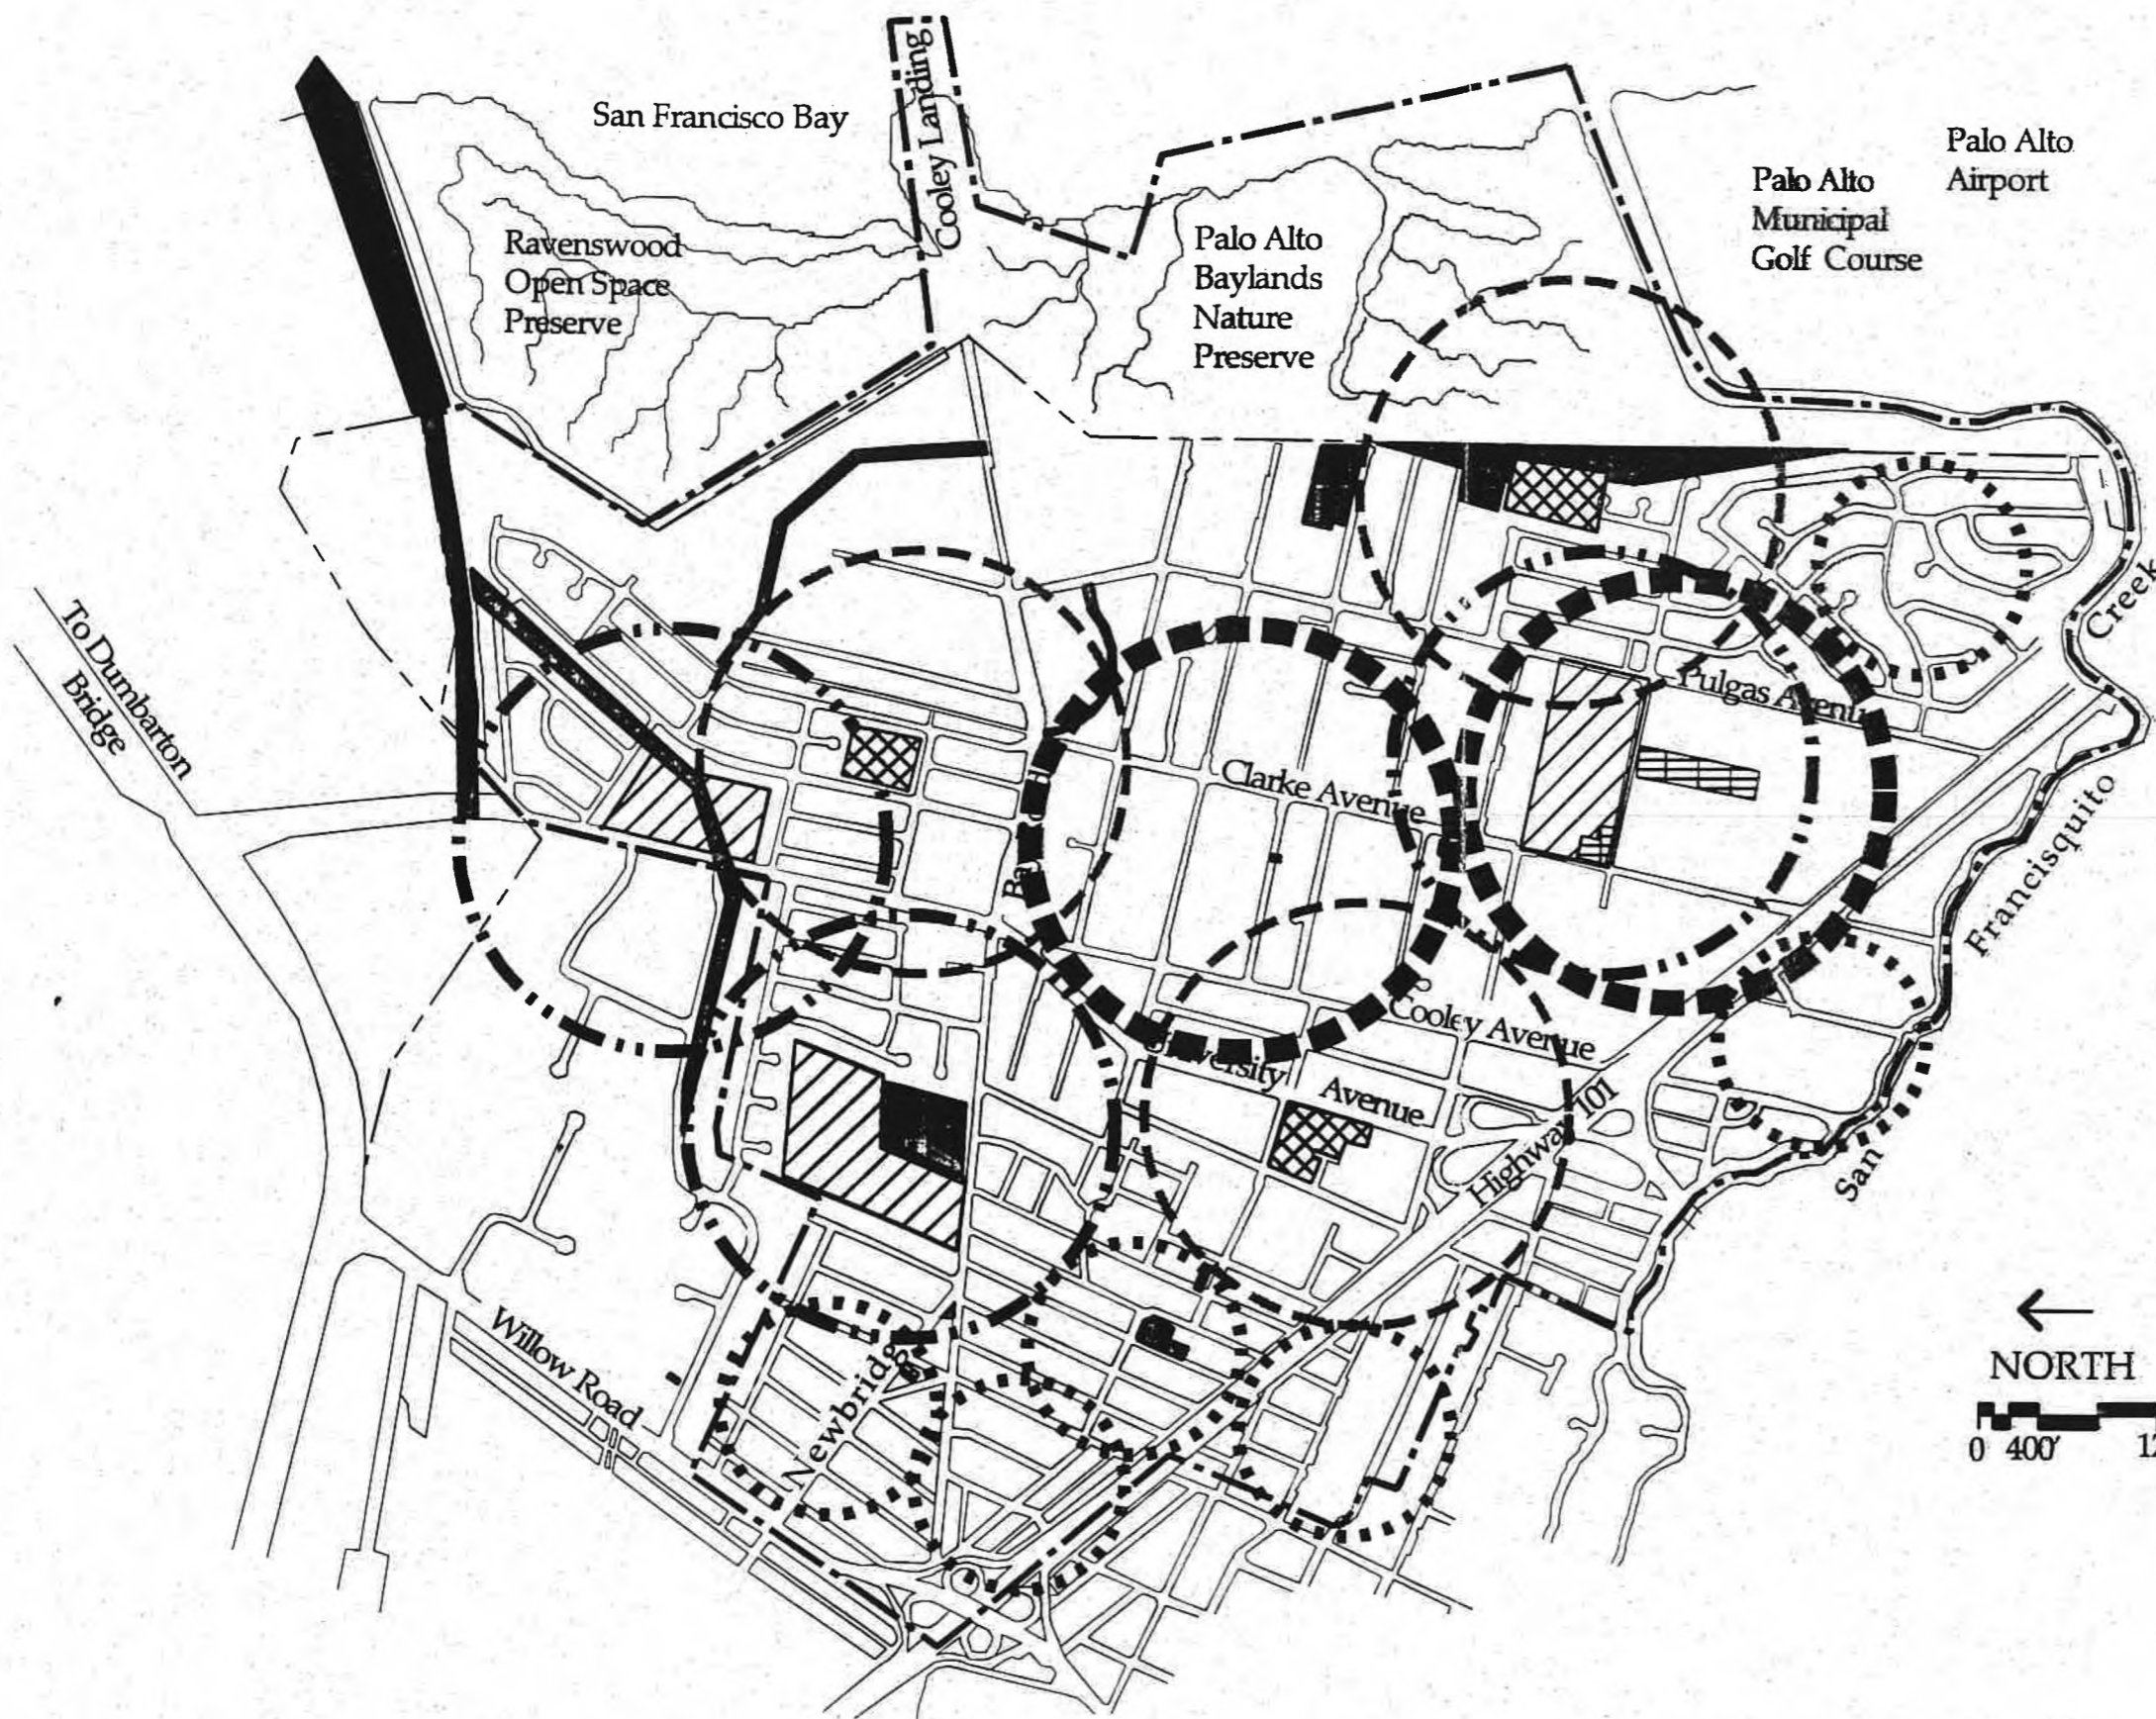 San Francisco Bay
Cooley Landing
Palo Alto
Airport
Palo Alto
Municipal
Golf Course
Ravenswood
Open Space
Preserve
Palo Alto
Baylands
Nature
Preserve
To Dumbarton
Bridge
Creek
Francisquito
San
Pulgas Avenu
Clarke Avenue
Cooley Avenue
Avenue
Highway 101
Willow Road
Newbridge
NORTH
0 400'